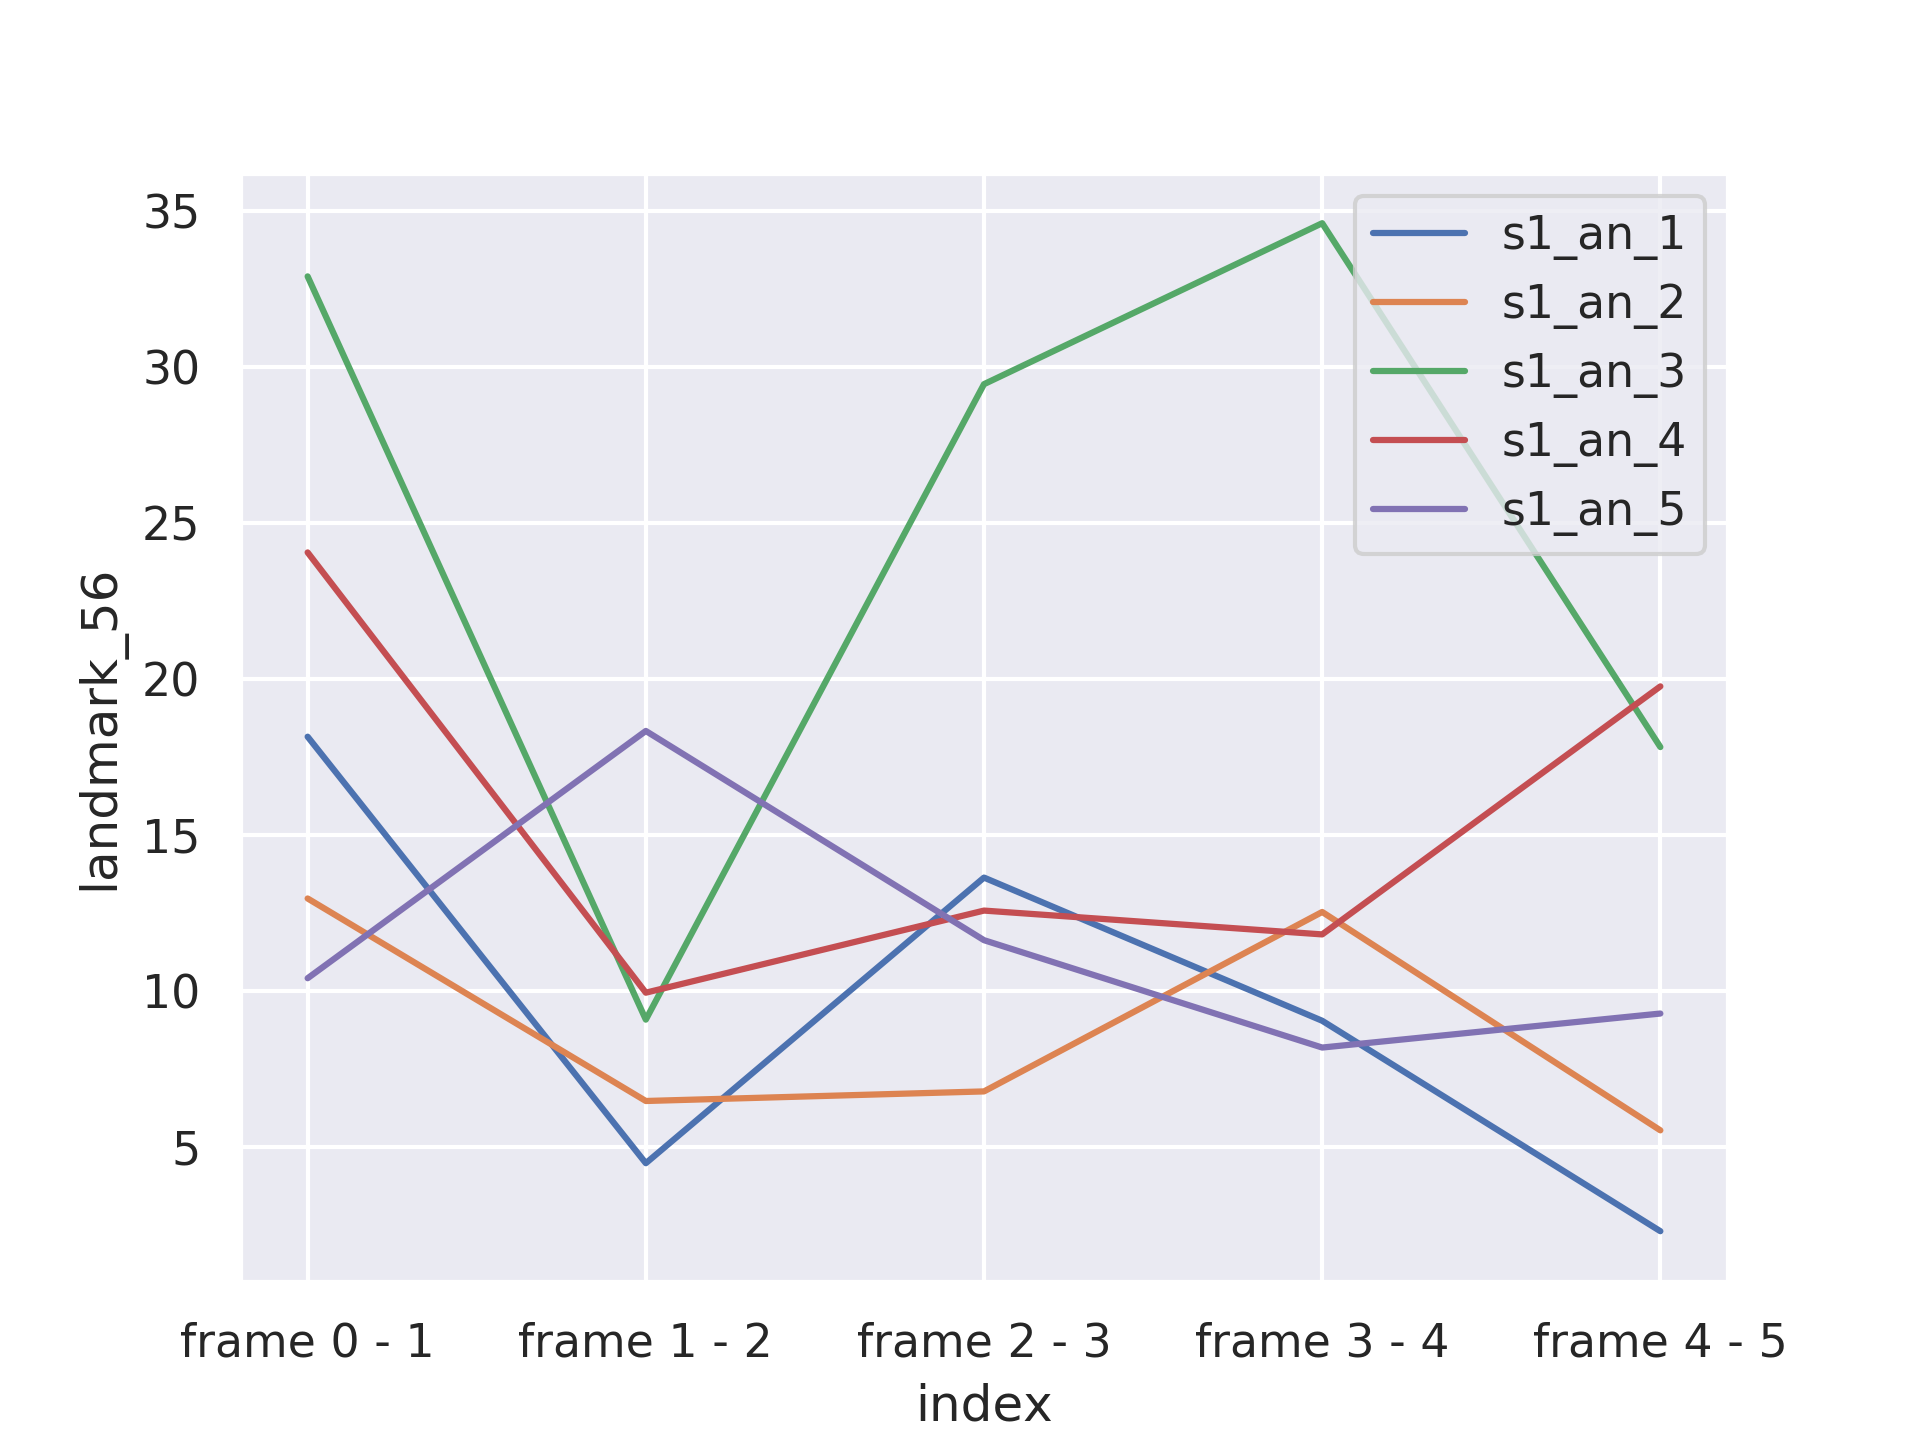 35
30
25
20
15
10
5
landmark_56
s1_an_1
s1_an_2
s1_an_3
s1_an_4
s1_an_5
frame 0 - 1 frame 1 - 2 frame 2 - 3 frame 3 - 4 frame 4 - 5
index